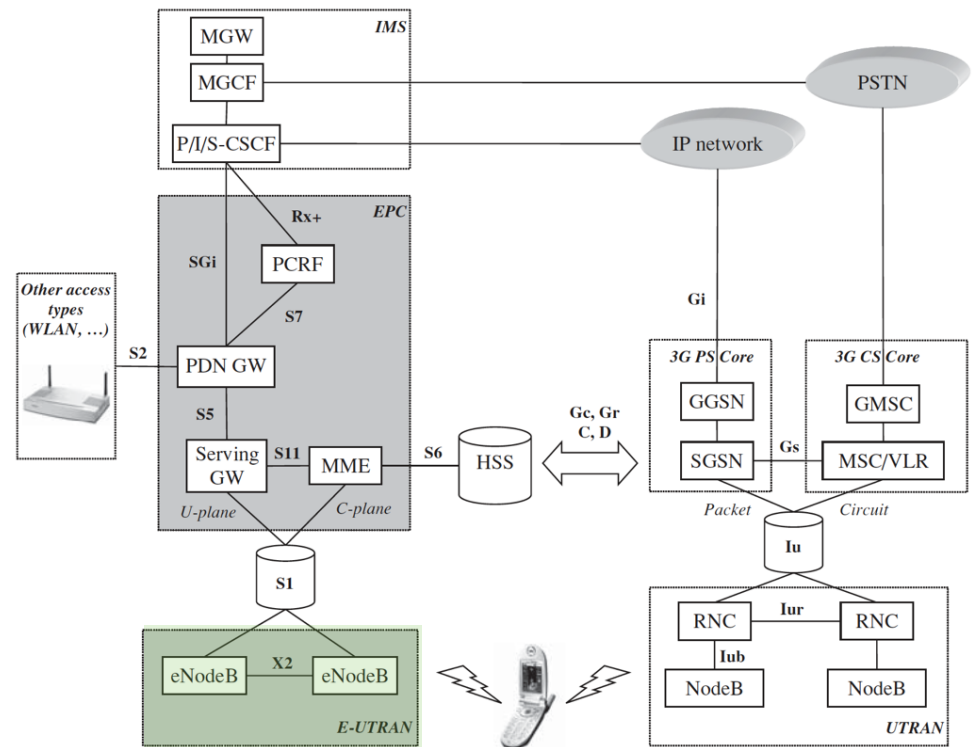 IMS
MGW
MGCF
P/I/S-CSCF
PSTN
IP network
EPC
Rx+
SGi
PCRF
S7
Other access
types
(WLAN, …)
S2
PDN GW
S5
Serving
GW
S11
MME
S6
HSS
U-plane
C-plane
Gc, Gr
C, D
Gi
3G PS Core
GGSN
SGSN
Gs
3G CS Core
GMSC
MSC/VLR
Packet
Circuit
S1
Iu
eNodeB
X2
eNodeB
E-UTRAN
RNC
Iur
RNC
Iub
NodeB
NodeB
UTRAN